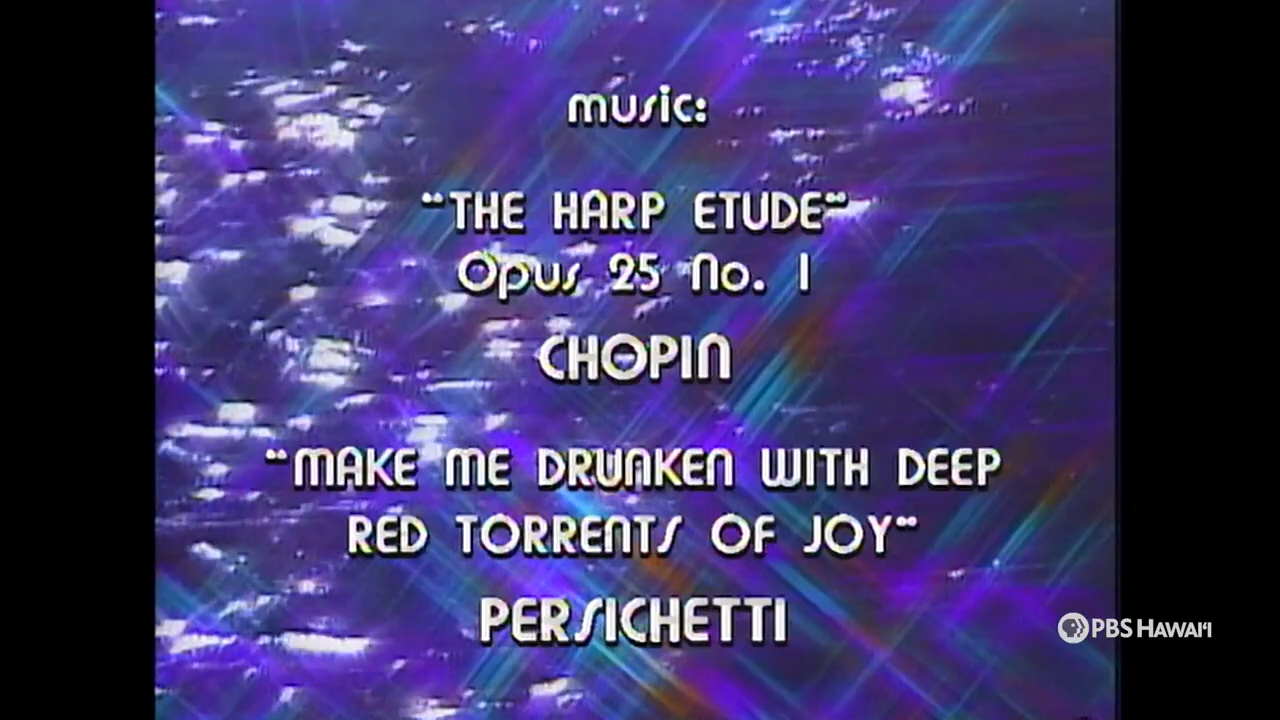 music:
"THE HARP ETUDE"
Opus 25 No. 1
CHOPIN
"MAKE ME DRUNKEN WITH DEEP
RED TORRENTS OF JOY"
PERSICHETTI
PBS HAWAIʻI